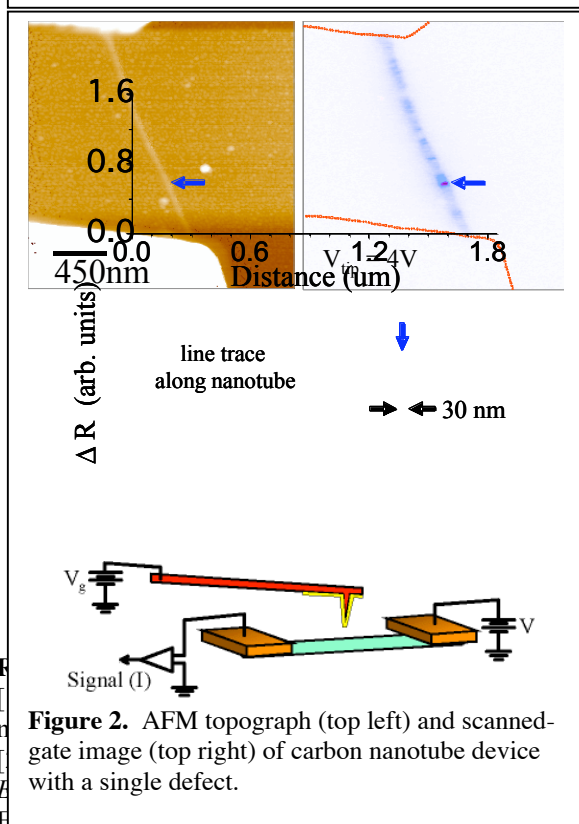 1.6
0.8
0.0
0.0 0.6 1.2 1.8
450nm
Vtip = 4V
Distance (um)
Δ R (arb. units)
line trace
along nanotube
30 nm
Vg
V
Signal (I)
Figure 2. AFM topograph (top left) and scanned-
gate image (top right) of carbon nanotube device
with a single defect.